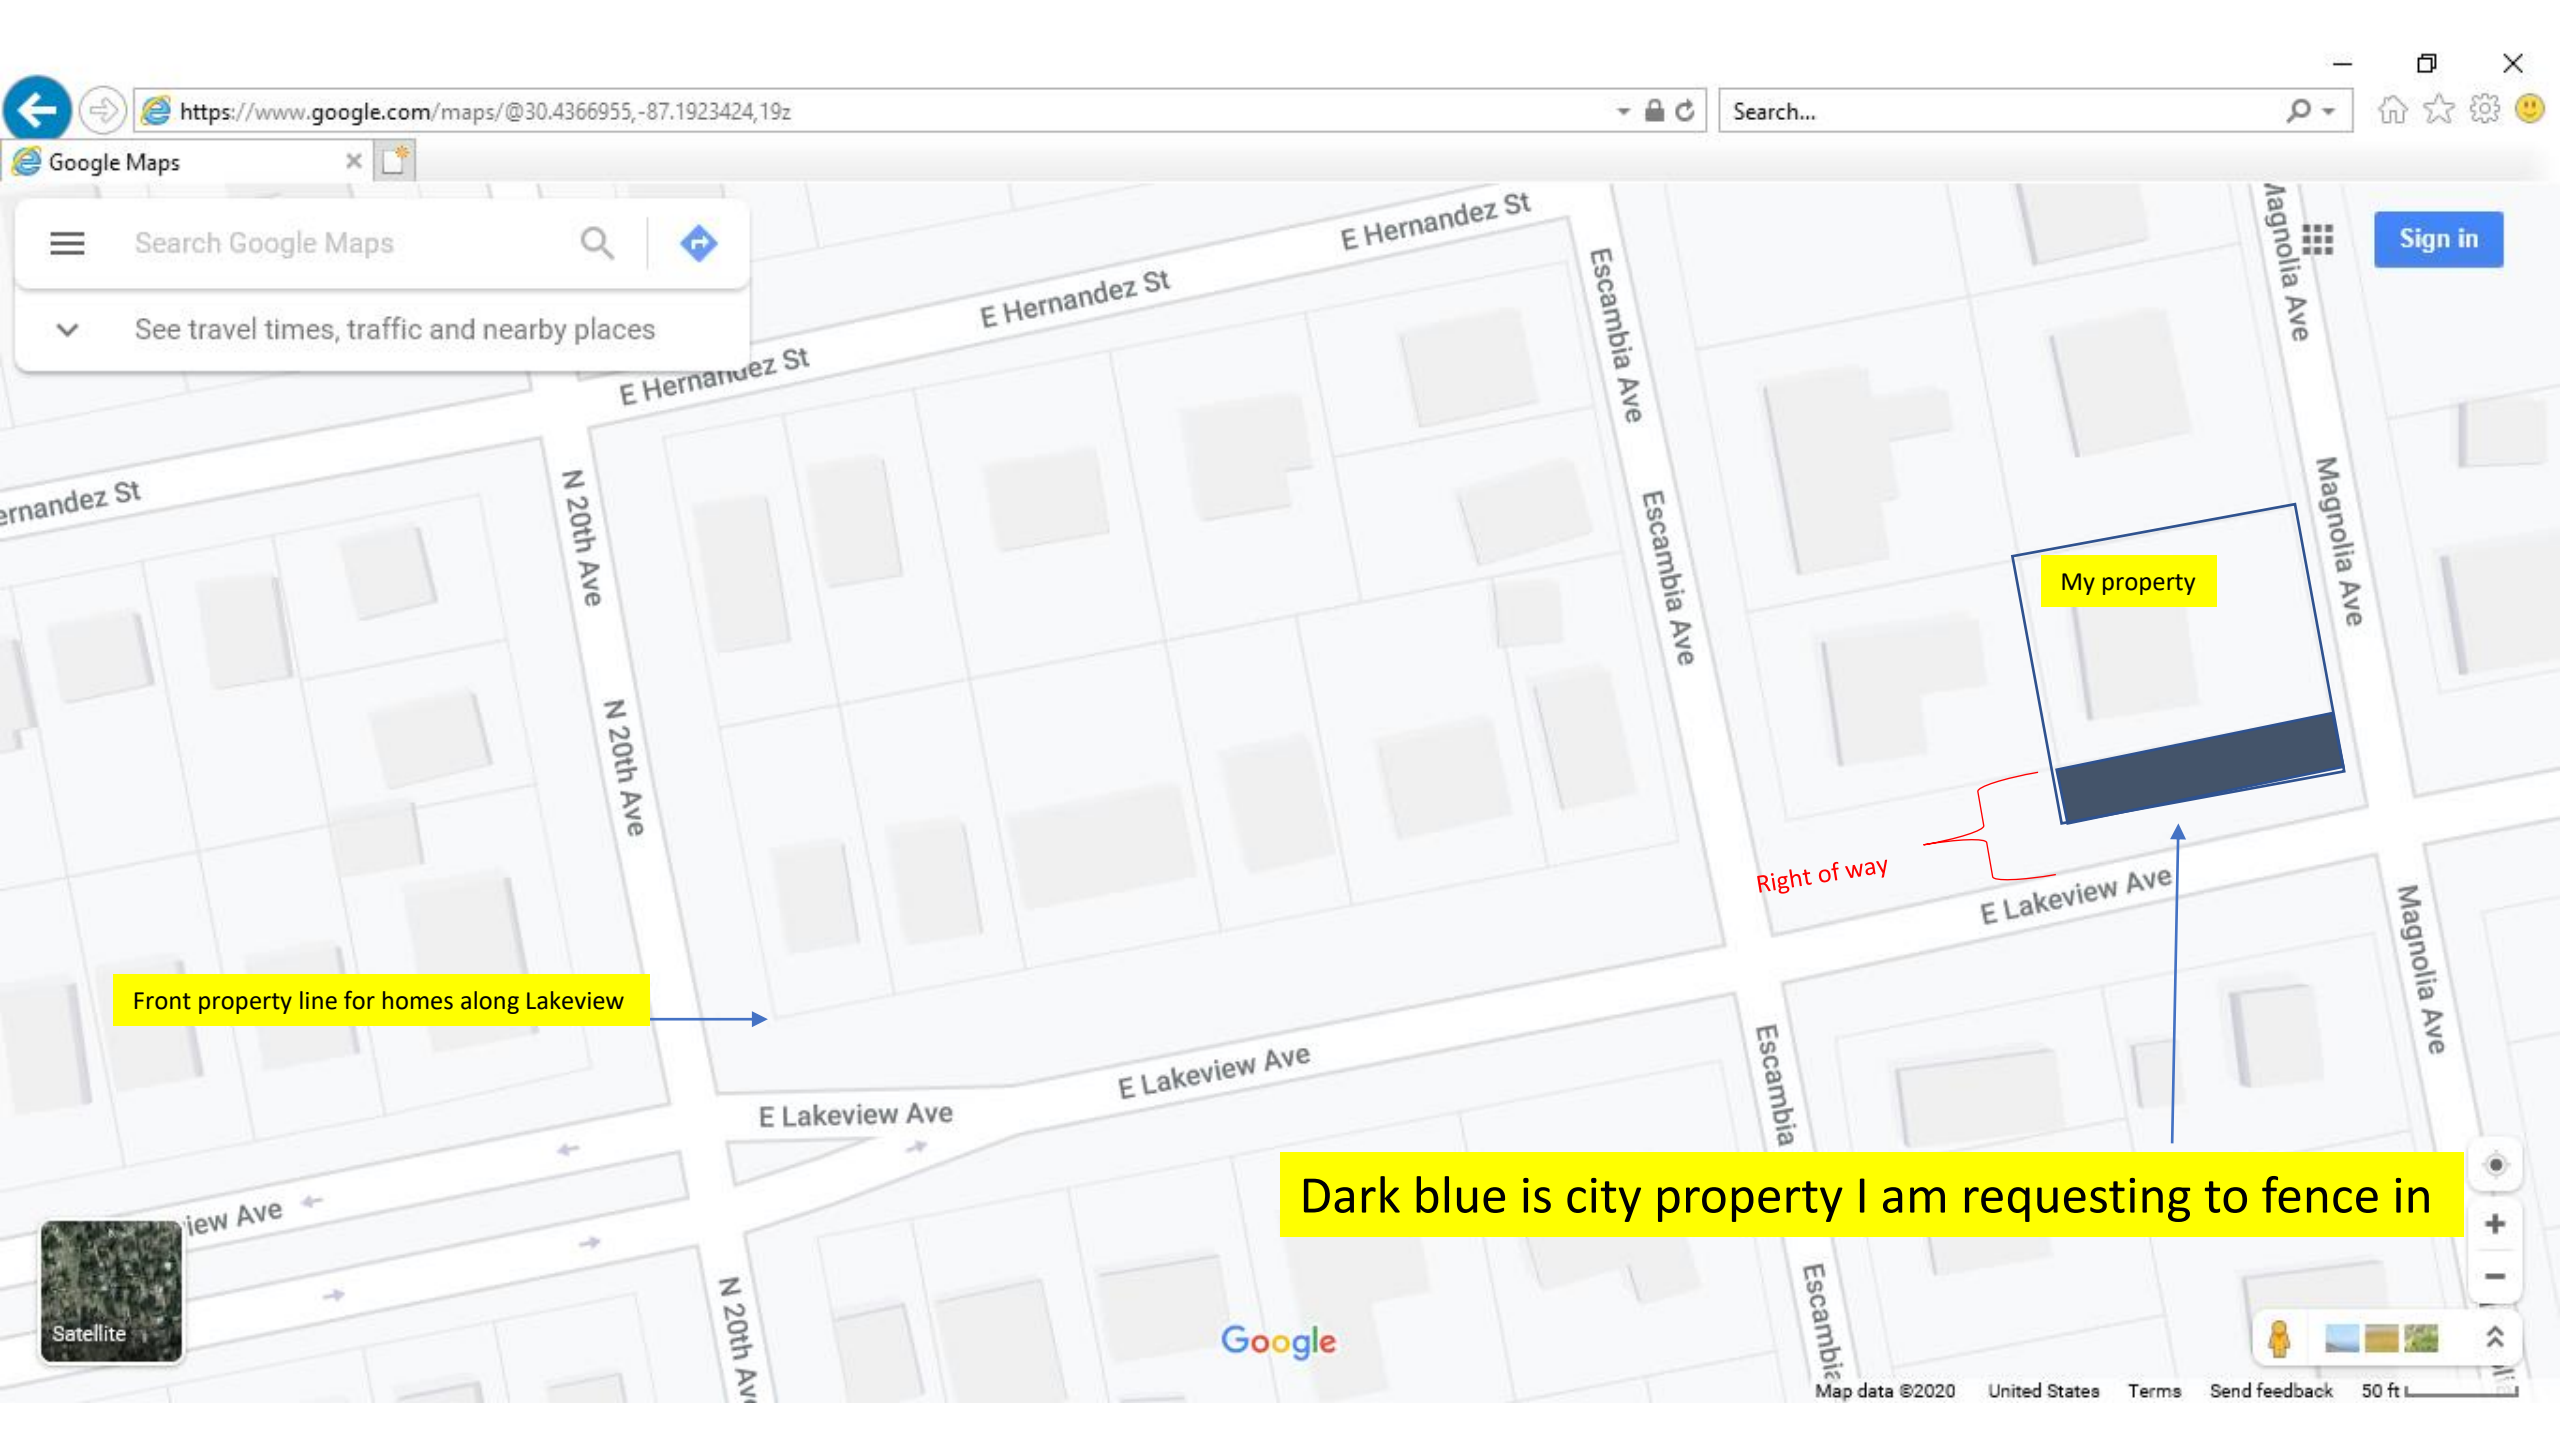 https://www.google.com/maps/@30.4366955,-87.1923424,19z
Search...
Google Maps
Search Google Maps
See travel times, traffic and nearby places
Sign in
E Hernandez St
E Hernandez St
E Hernandez St
ernandez St
Escambia Ave
Escambia Ave
Magnolia Ave
Magnolia Ave
N 20th Ave
N 20th Ave
My property
Right of way
E Lakeview Ave
Magnolia Ave
Front property line for homes along Lakeview
E Lakeview Ave
E Lakeview Ave
Escambia
Dark blue is city property I am requesting to fence in
iew Ave
Satellite
N 20th Av
Escambia
Google
Map data ©2020 United States Terms Send feedback 50 ft